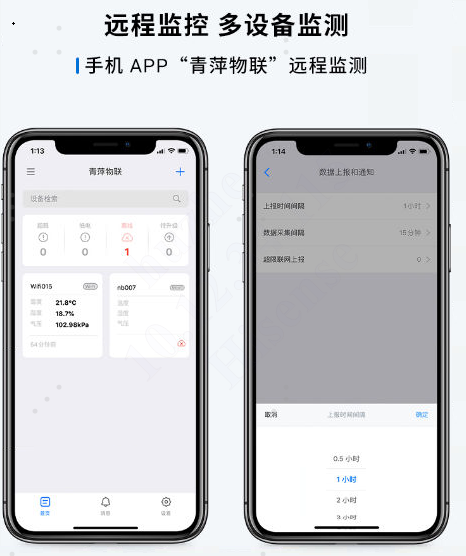 远程监控 多设备监测
手机 APP“青萍物联”远程监测
1:13
青萍物联
设备检索
超限
低电
离线
待升级
0
0
1
0
Wifi015
WiFi
温度
21.8°C
湿度
18.7%
气压
102.98kPa
54分钟前
nb007
温度
湿度
气压
首页
消息
设置
1:14
数据上报和通知
上报时间间隔
1小时
数据采集间隔
15分钟
超限联网上报
0
取消
上报时间间隔
确定
0.5 小时
1 小时
2 小时
3 小时